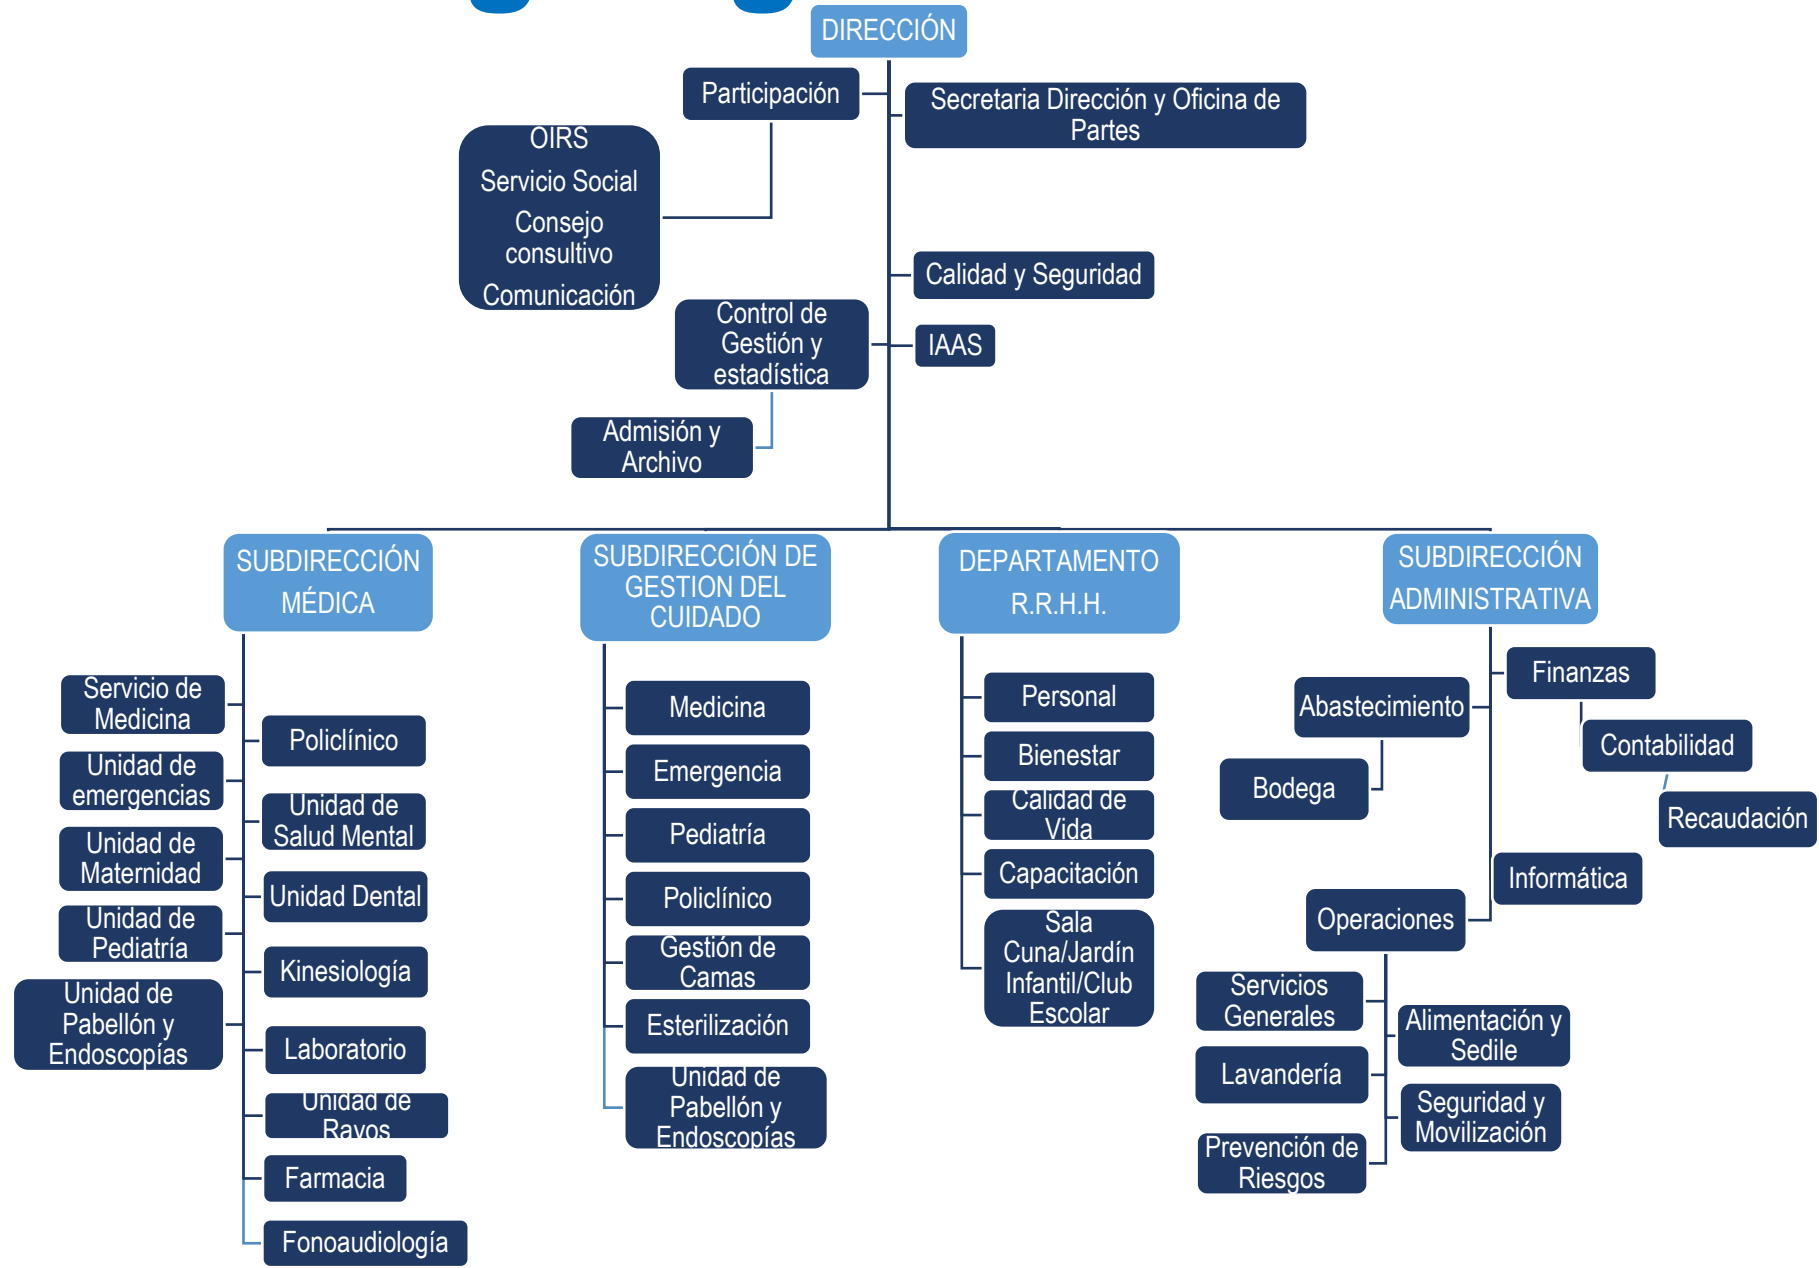 DIRECCIÓN
Participación
Secretaria Dirección y Oficina de
Partes
OIRS
Servicio Social
Consejo
consultivo
Comunicación
Calidad y Seguridad
Control de
Gestión y
estadística
IAAS
Admisión y
Archivo
SUBDIRECCIÓN
MÉDICA
Servicio de
Medicina
Policlínico
Unidad de
emergencias
Unidad de
Salud Mental
Unidad de
Maternidad
Unidad Dental
Unidad de
Pediatría
Kinesiología
Unidad de
Pabellón y
Endoscopías
Laboratorio
Unidad de
Rayos
Farmacia
Fonoaudiología
SUBDIRECCIÓN DE
GESTION DEL
CUIDADO
Medicina
Emergencia
Pediatría
Policlínico
Gestión de
Camas
Esterilización
Unidad de
Pabellón y
Endoscopías
DEPARTAMENTO
R.R.H.H.
Personal
Bienestar
Calidad de
Vida
Capacitación
Sala
Cuna/Jardín
Infantil/Club
Escolar
SUBDIRECCIÓN
ADMINISTRATIVA
Finanzas
Abastecimiento
Contabilidad
Bodega
Recaudación
Informática
Operaciones
Servicios
Generales
Alimentación y
Sedile
Lavandería
Seguridad y
Movilización
Prevención de
Riesgos